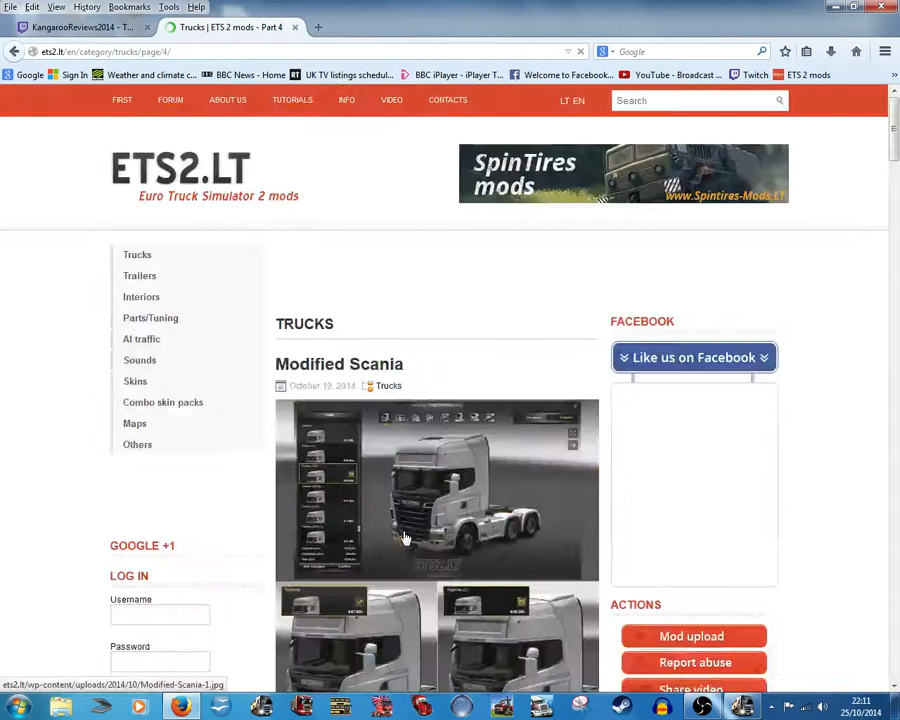 File Edit View History Bookmarks Tools Help
KangarooReviews2014 - T...
Trucks | ETS 2 mods - Part 4
ets2.lt/en/category/trucks/page/4/
Google
Google Sign In Weather and climate c... BBC News - Home UK TV listings schedul... BBC iPlayer - iPlayer T... Welcome to Facebook... YouTube - Broadcast ... Twitch ETS 2 mods
FIRST FORUM ABOUT US TUTORIALS INFO VIDEO CONTACTS LT EN Search
ETS2.LT
Euro Truck Simulator 2 mods
SpinTires
mods
www.Spintires-Mods.LT
Trucks
Trailers
Interiors
Parts/Tuning
AI traffic
Sounds
Skins
Combo skin packs
Maps
Others
GOOGLE +1
LOG IN
Username
Password
TRUCKS
Modified Scania
October 19, 2014 Trucks
ETS2.LT
FACEBOOK
Like us on Facebook
ACTIONS
Mod upload
Report abuse
Share video
ets2.lt/wp-content/uploads/2014/10/Modified-Scania-1.jpg
22:11
25/10/2014